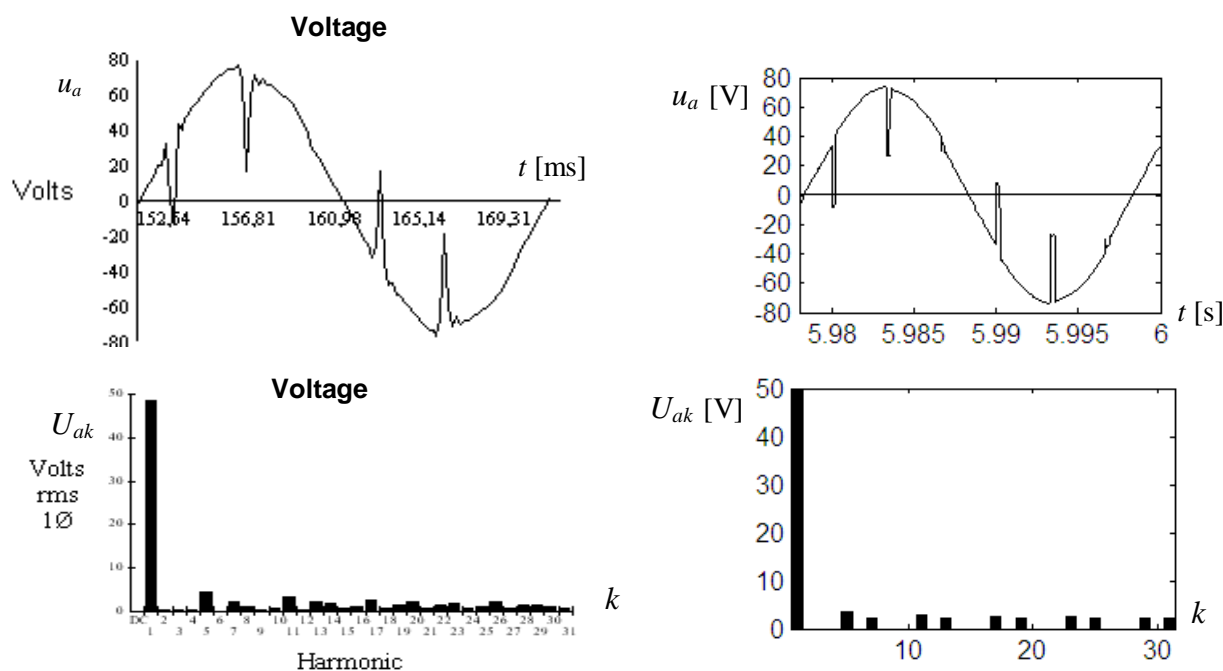 Voltage
u_a
80
60
40
20
0
-20
-40
-60
-80
Volts
t [ms]
152,54 156,81 160,98 165,14 169,31
u_a [V]
80
60
40
20
0
-20
-40
-60
-80
t [s]
5.98 5.985 5.99 5.995 6
Voltage
U_ak
Volts
rms
1Ø
50
40
30
20
10
0
k
DC 2 4 6 8 10 12 14 16 18 20 22 24 26 28 30
1 3 5 7 9 11 13 15 17 19 21 23 25 27 29 31
Harmonic
U_ak [V]
50
40
30
20
10
0
k
10 20 30